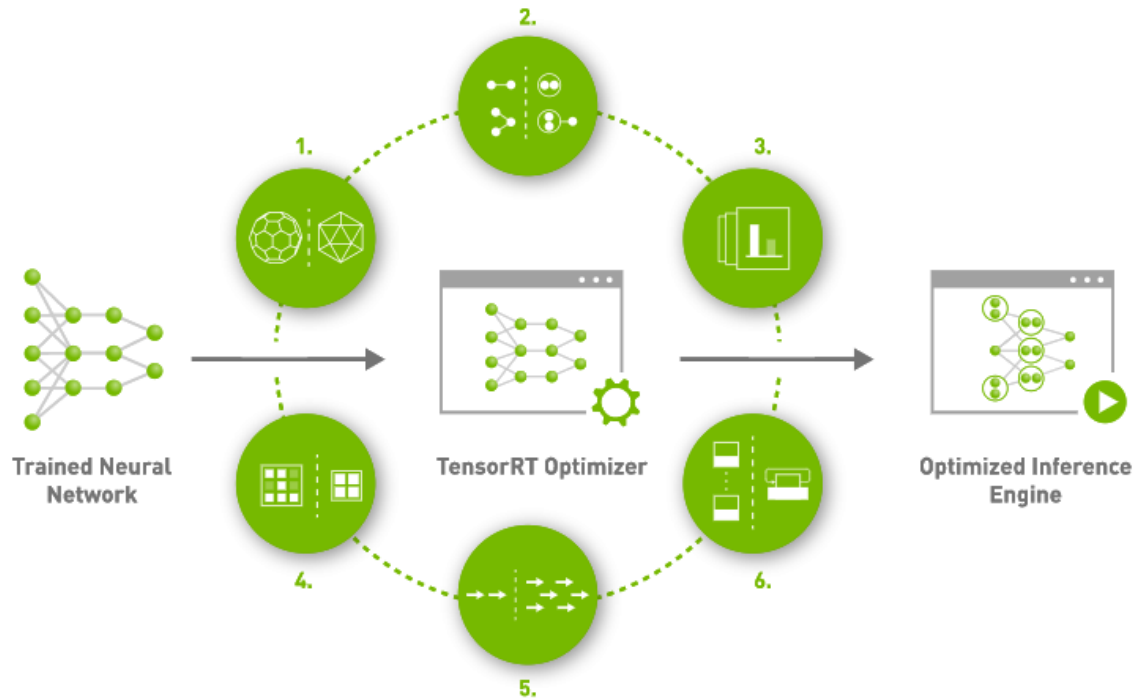 2.
1.
3.
Trained Neural
Network
TensorRT Optimizer
Optimized Inference
Engine
4.
6.
5.